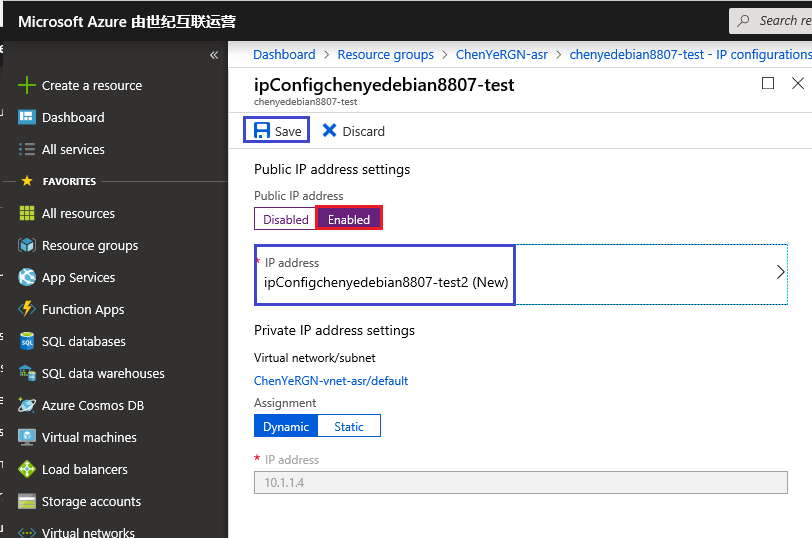 Microsoft Azure 由世纪互联运营
Search re
«
Create a resource
Dashboard
All services
FAVORITES
All resources
Resource groups
App Services
Function Apps
SQL databases
SQL data warehouses
Azure Cosmos DB
Virtual machines
Load balancers
Storage accounts
Virtual networks
Dashboard > Resource groups > ChenYeRGN-asr > chenyedebian8807-test - IP configurations
ipConfigchenyedebian8807-test
chenyedebian8807-test
Save Discard
Public IP address settings
Public IP address
Disabled Enabled
* IP address
ipConfigchenyedebian8807-test2 (New)
Private IP address settings
Virtual network/subnet
ChenYeRGN-vnet-asr/default
Assignment
Dynamic Static
* IP address
10.1.1.4